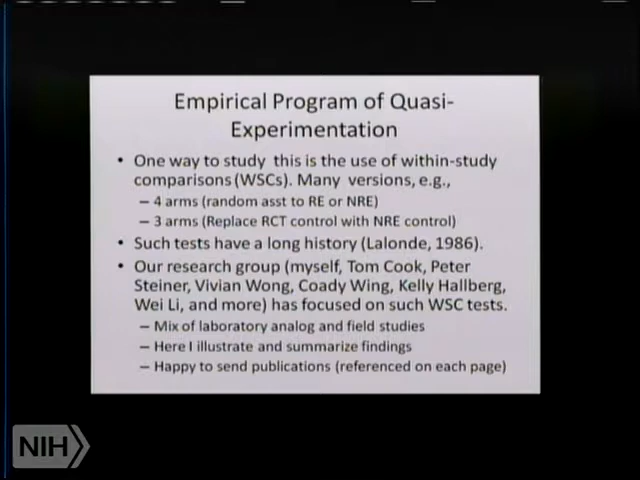 Empirical Program of Quasi-
Experimentation
• One way to study this is the use of within-study
comparisons (WSCs). Many versions, e.g.,
– 4 arms (random asst to RE or NRE)
– 3 arms (Replace RCT control with NRE control)
• Such tests have a long history (Lalonde, 1986).
• Our research group (myself, Tom Cook, Peter
Steiner, Vivian Wong, Coady Wing, Kelly Hallberg,
Wei Li, and more) has focused on such WSC tests.
– Mix of laboratory analog and field studies
– Here I illustrate and summarize findings
– Happy to send publications (referenced on each page)
NIH